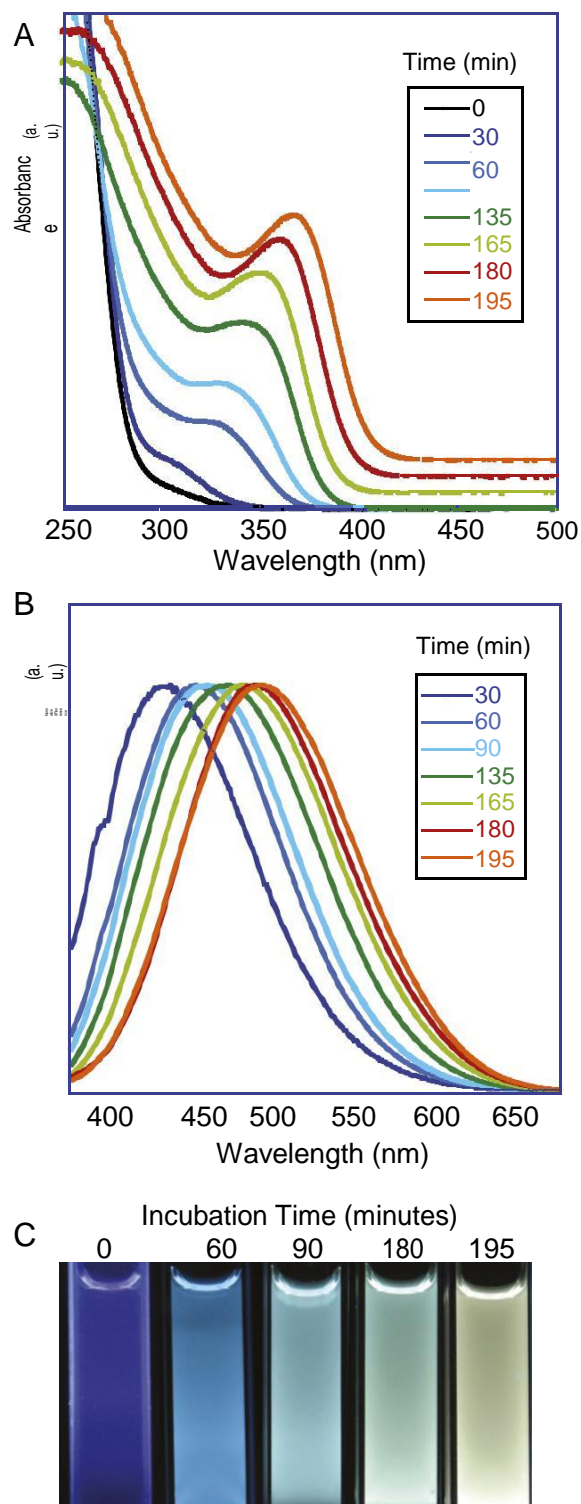 A
Time (min)
0
30
60
135
165
180
195
(a.
u.)
Absorbanc
e
250 300 350 400 450 500
Wavelength (nm)
B
Time (min)
30
60
90
135
165
180
195
(a.
u.)
400 450 500 550 600 650
Wavelength (nm)
Incubation Time (minutes)
C
0 60 90 180 195